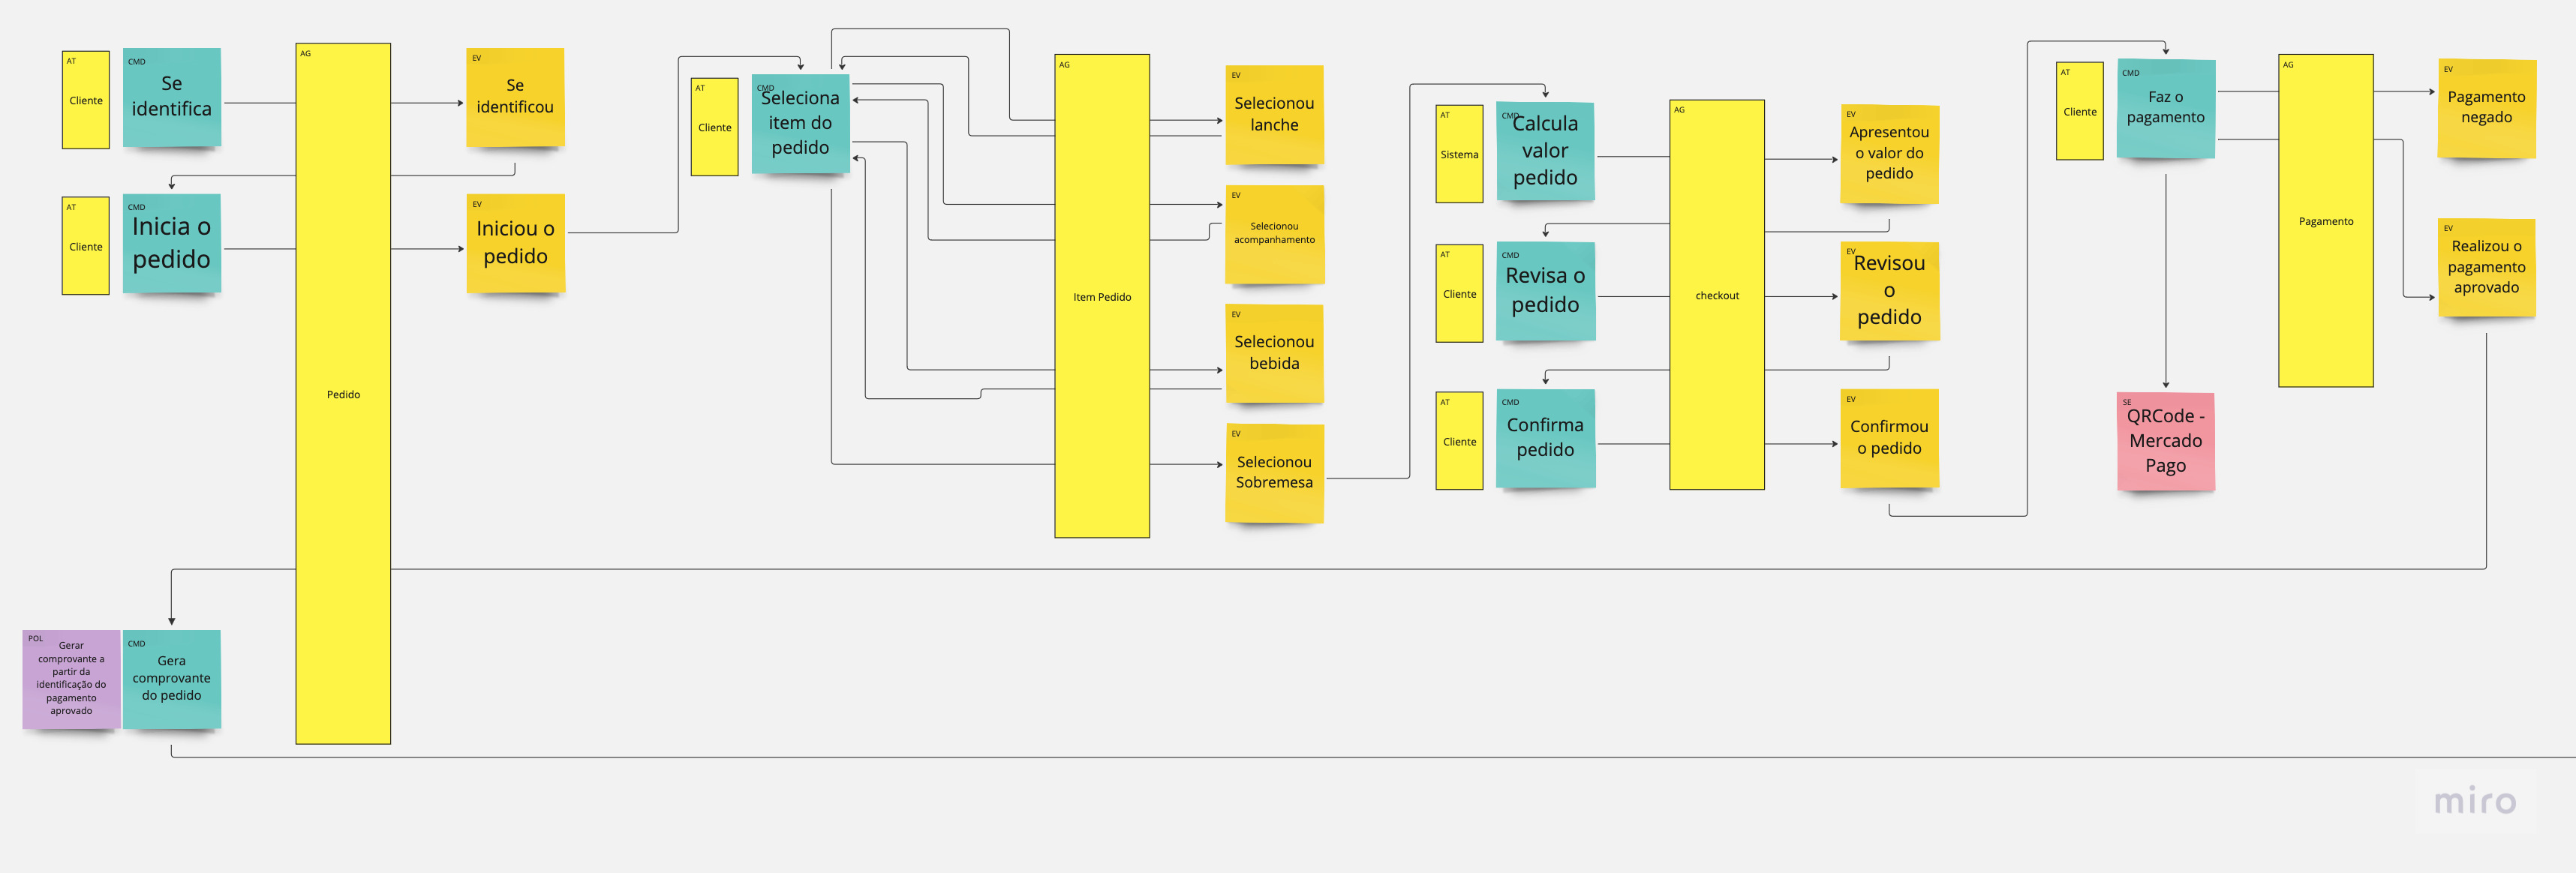 AT
Cliente
CMD
Se
identifica
AG
Pedido
EV
Se
identificou
AT
Cliente
CMD
Inicia o
pedido
EV
Iniciou o
pedido
AT
Cliente
CMD
Seleciona
item do
pedido
AG
Item Pedido
EV
Selecionou
lanche
EV
Selecionou
acompanhamento
EV
Selecionou
bebida
EV
Selecionou
Sobremesa
AT
Sistema
CMD
Calcula
valor
pedido
AG
checkout
EV
Apresentou
o valor do
pedido
AT
Cliente
CMD
Revisa o
pedido
EV
Revisou
o
pedido
AT
Cliente
CMD
Confirma
pedido
EV
Confirmou
o pedido
AT
Cliente
CMD
Faz o
pagamento
AG
Pagamento
EV
Pagamento
negado
EV
Realizou o
pagamento
aprovado
SE
QRCode -
Mercado
Pago
POL
Gerar
comprovante a
partir da
identificação do
pagamento
aprovado
CMD
Gera
comprovante
do pedido
miro